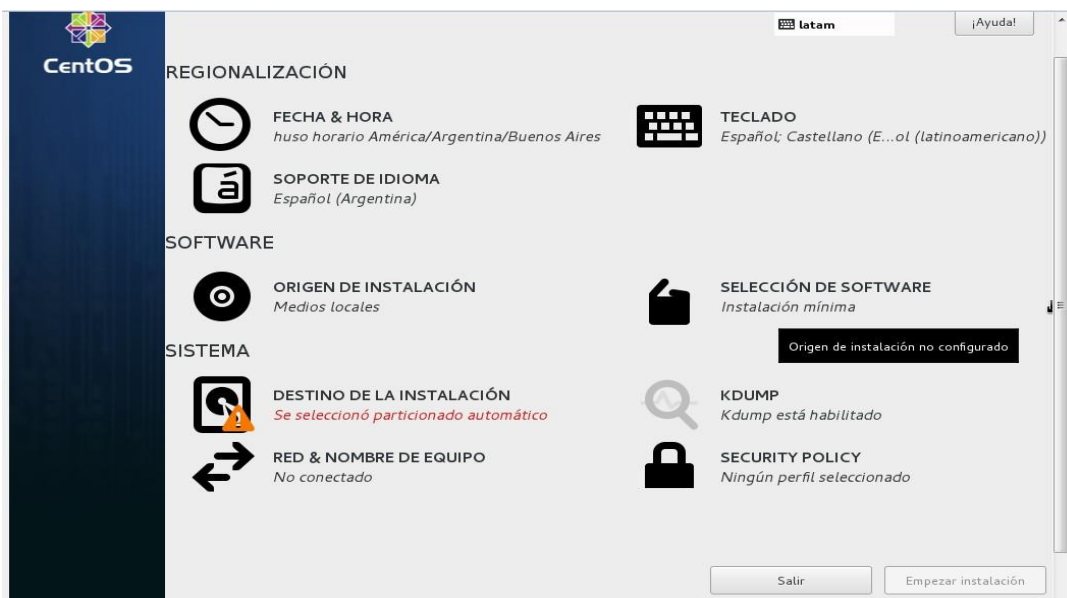 latam
¡Ayuda!
CentOS
REGIONALIZACIÓN
FECHA & HORA
huso horario América/Argentina/Buenos Aires
TECLADO
Español; Castellano (E...ol (latinoamericano))
SOPORTE DE IDIOMA
Español (Argentina)
SOFTWARE
ORIGEN DE INSTALACIÓN
Medios locales
SELECCIÓN DE SOFTWARE
Instalación mínima
Origen de instalación no configurado
SISTEMA
DESTINO DE LA INSTALACIÓN
Se seleccionó particionado automático
KDUMP
Kdump está habilitado
RED & NOMBRE DE EQUIPO
No conectado
SECURITY POLICY
Ningún perfil seleccionado
Salir
Empezar instalación